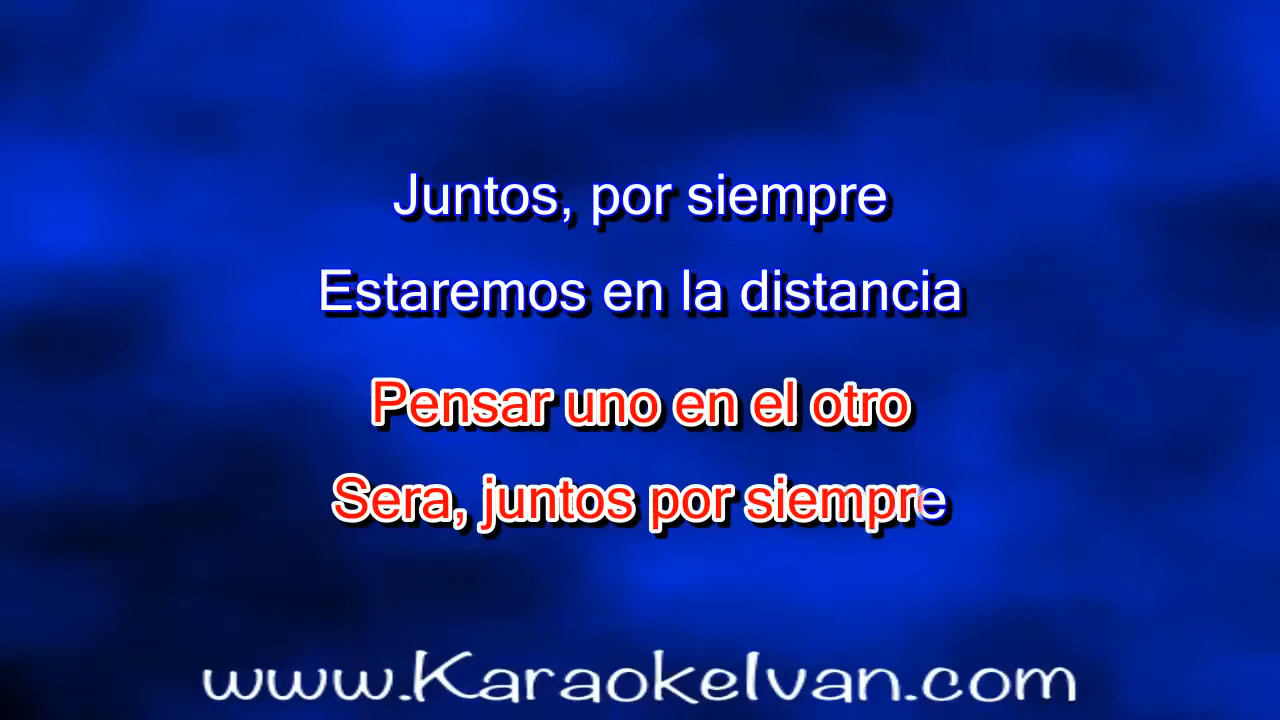 Juntos, por siempre
Estaremos en la distancia
Pensar uno en el otro
Sera, juntos por siempre
www.KaraokeIvan.com